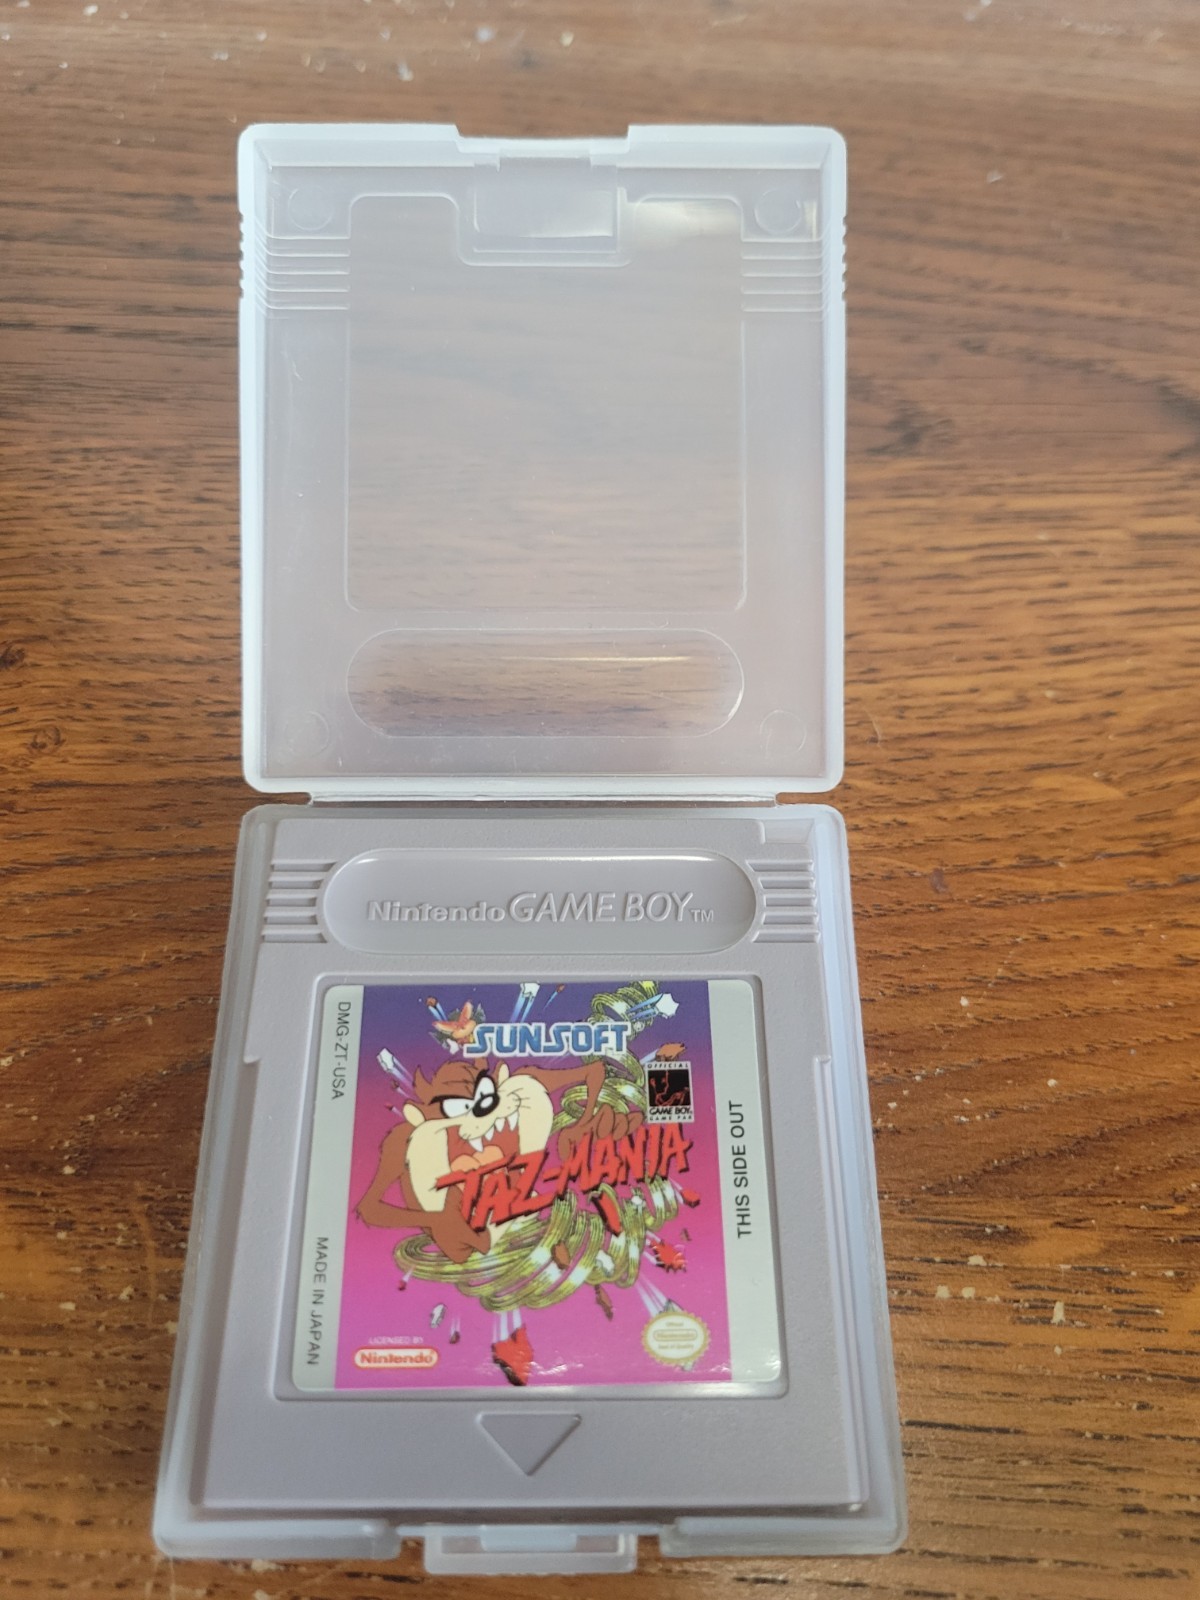 Nintendo GAME BOY TM
DMG-ZT-USA
MADE IN JAPAN
SUNSOFT
OFFICIAL
GAME BOY
GAME PAK
TAZ-MANIA
THIS SIDE OUT
LICENSED BY
Nintendo
Nintendo